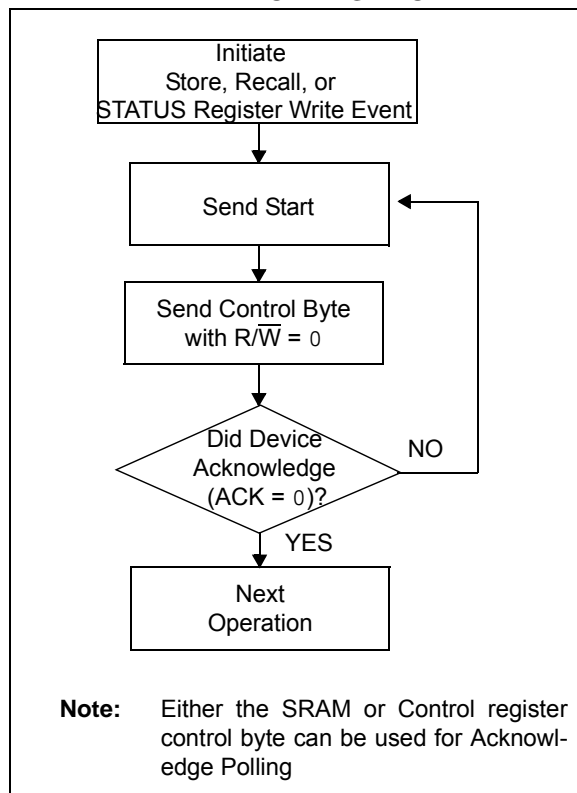 Initiate
Store, Recall, or
STATUS Register Write Event
Send Start
Send Control Byte
with R/W̅ = 0
Did Device
Acknowledge
(ACK = 0)?
NO
YES
Next
Operation
Note: Either the SRAM or Control register
control byte can be used for Acknowl-
edge Polling